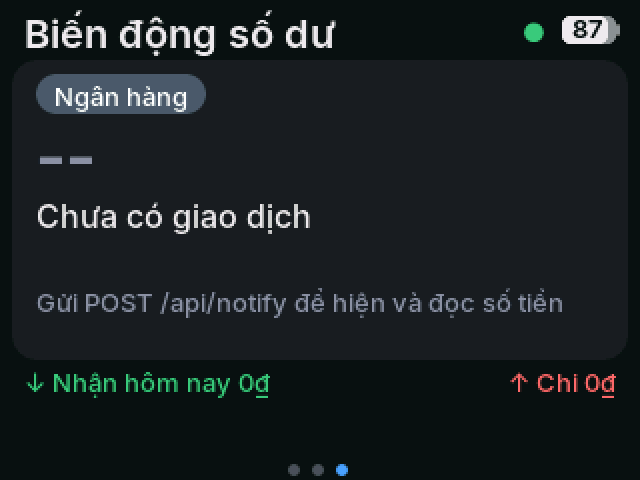 Biến động số dư
87
Ngân hàng
--
Chưa có giao dịch
Gửi POST /api/notify để hiện và đọc số tiền
↓ Nhận hôm nay 0₫
↑ Chi 0₫